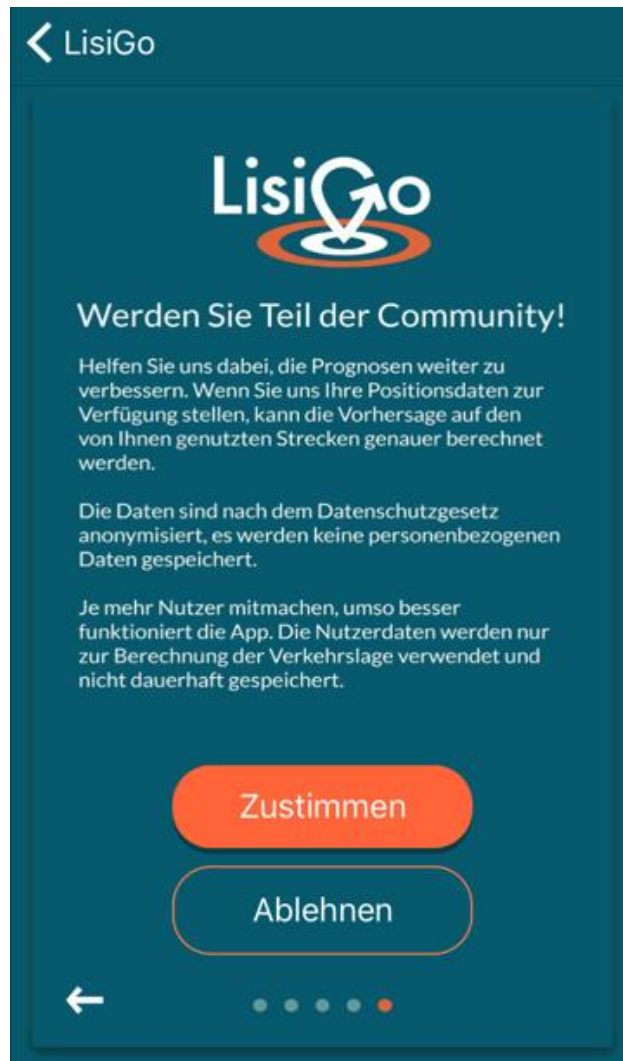 LisiGo
LisiGo
Werden Sie Teil der Community!
Helfen Sie uns dabei, die Prognosen weiter zu
verbessern. Wenn Sie uns Ihre Positionsdaten zur
Verfügung stellen, kann die Vorhersage auf den
von Ihnen genutzten Strecken genauer berechnet
werden.
Die Daten sind nach dem Datenschutzgesetz
anonymisiert, es werden keine personenbezogenen
Daten gespeichert.
Je mehr Nutzer mitmachen, umso besser
funktioniert die App. Die Nutzerdaten werden nur
zur Berechnung der Verkehrslage verwendet und
nicht dauerhaft gespeichert.
Zustimmen
Ablehnen